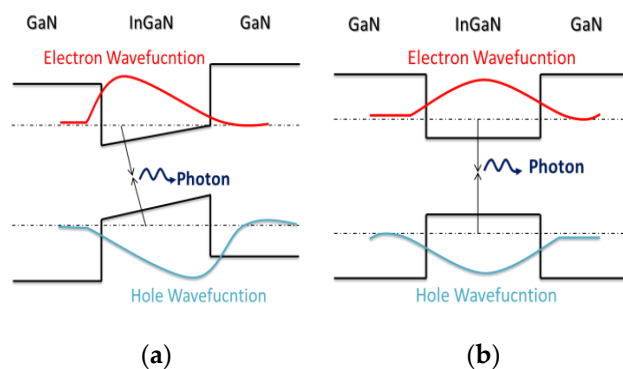 GaN InGaN GaN
Electron Wavefucntion
Photon
Hole Wavefucntion
(a)
GaN InGaN GaN
Electron Wavefucntion
Photon
Hole Wavefucntion
(b)